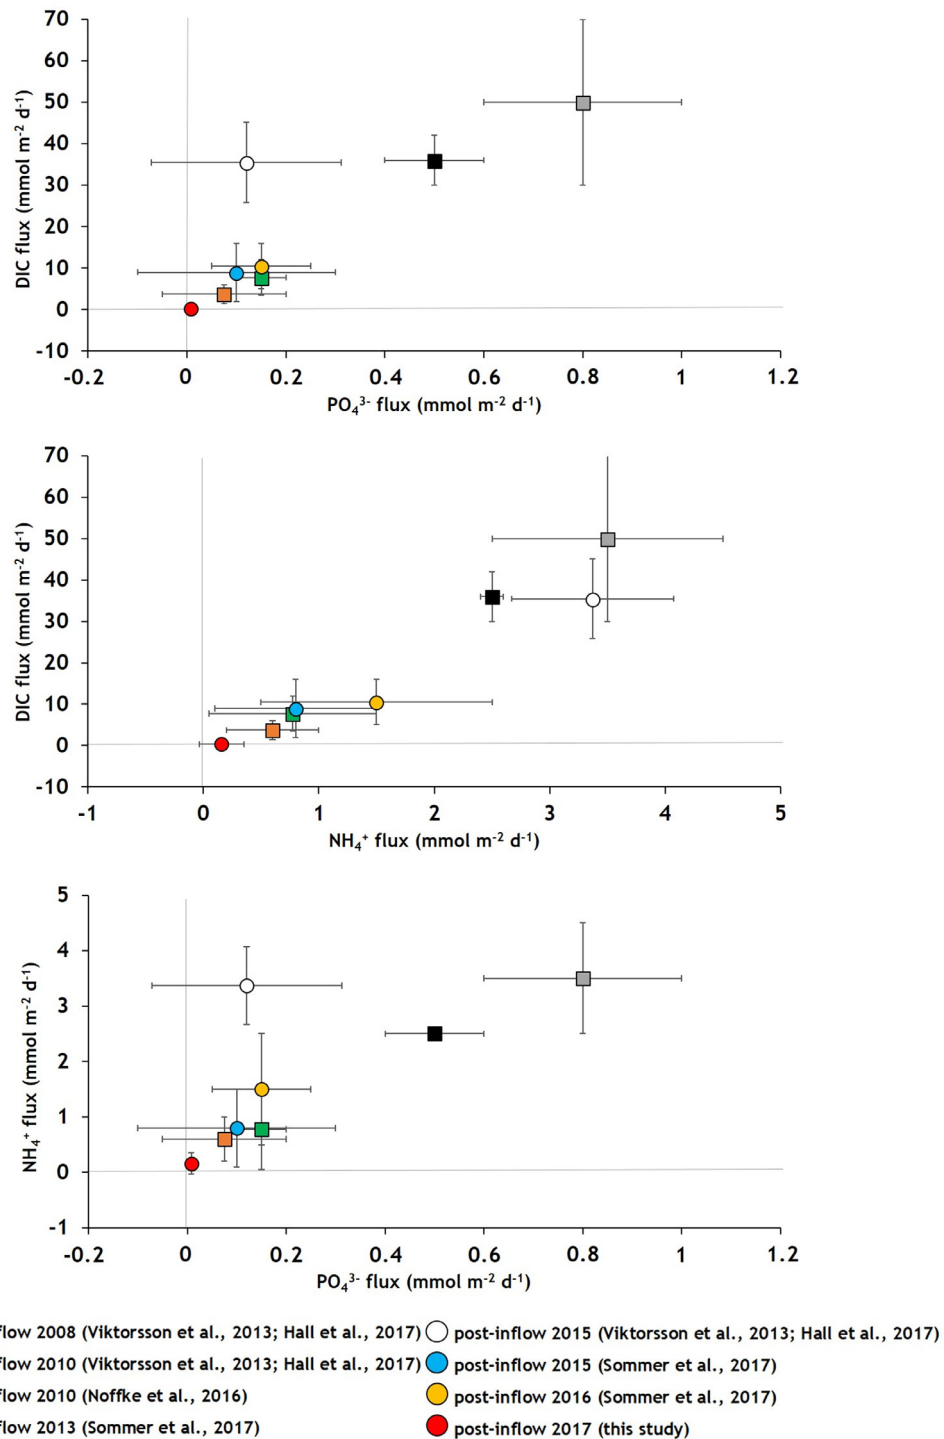 70
60
50
40
30
20
10
0
-10
DIC flux (mmol m⁻² d⁻¹)
-0.2 0 0.2 0.4 0.6 0.8 1 1.2
PO₄³⁻ flux (mmol m⁻² d⁻¹)
70
60
50
40
30
20
10
0
-10
DIC flux (mmol m⁻² d⁻¹)
-1 0 1 2 3 4 5
NH₄⁺ flux (mmol m⁻² d⁻¹)
5
4
3
2
1
0
-1
NH₄⁺ flux (mmol m⁻² d⁻¹)
-0.2 0 0.2 0.4 0.6 0.8 1 1.2
PO₄³⁻ flux (mmol m⁻² d⁻¹)
flow 2008 (Viktorsson et al., 2013; Hall et al., 2017) post-inflow 2015 (Viktorsson et al., 2013; Hall et al., 2017)
flow 2010 (Viktorsson et al., 2013; Hall et al., 2017) post-inflow 2015 (Sommer et al., 2017)
flow 2010 (Noffke et al., 2016) post-inflow 2016 (Sommer et al., 2017)
flow 2013 (Sommer et al., 2017) post-inflow 2017 (this study)